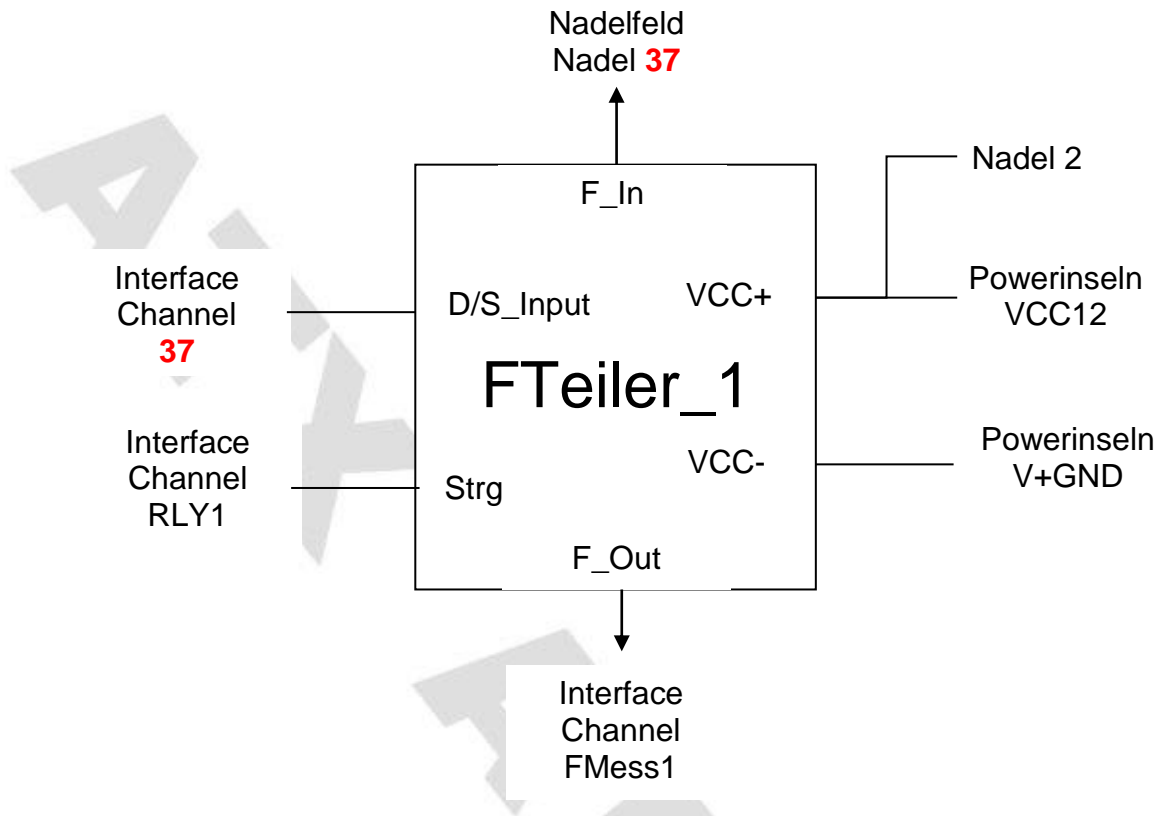 Nadelfeld
Nadel 37
F_In
Nadel 2
Interface
Channel
37
D/S_Input
VCC+
Powerinseln
VCC12
FTeiler_1
Interface
Channel
RLY1
Strg
VCC-
Powerinseln
V+GND
F_Out
Interface
Channel
FMess1